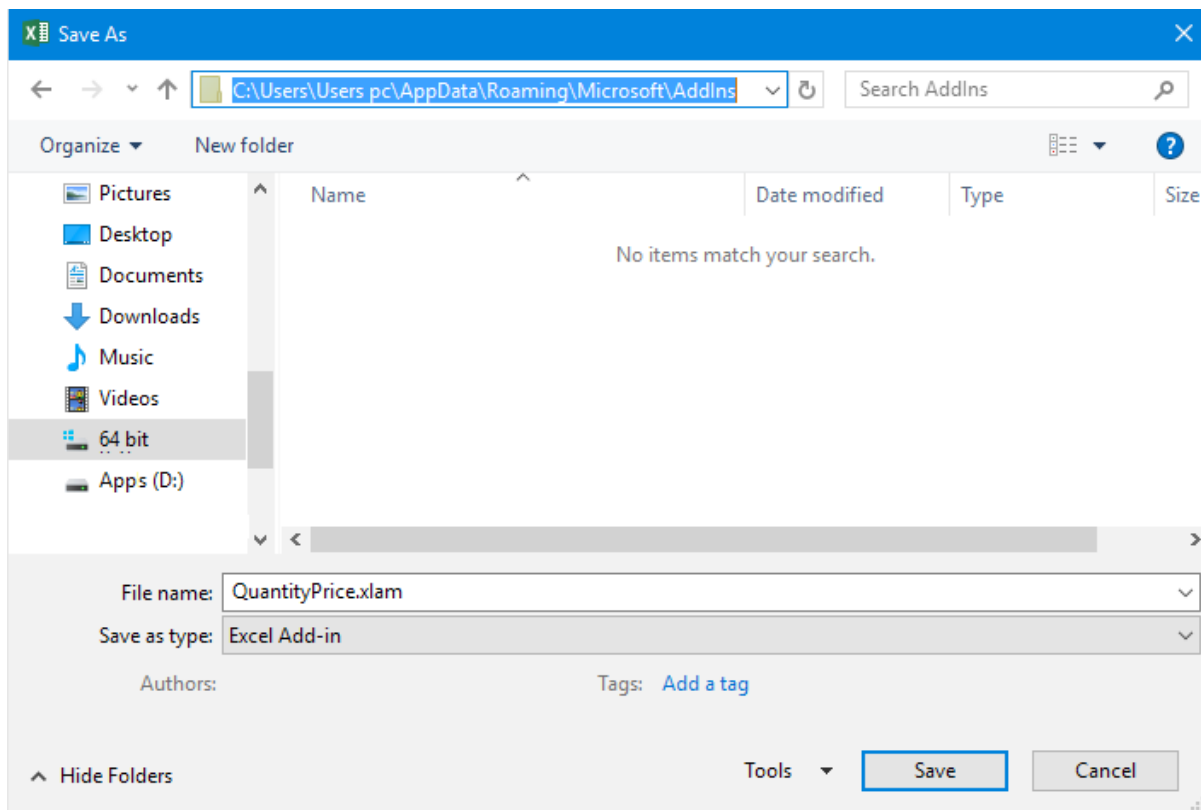 Save As
C:\Users\Users pc\AppData\Roaming\Microsoft\AddIns
Search AddIns
Organize
New folder
Name
Date modified
Type
Size
Pictures
Desktop
Documents
Downloads
Music
Videos
64 bit
Apps (D:)
No items match your search.
File name: QuantityPrice.xlam
Save as type: Excel Add-in
Authors:
Tags: Add a tag
Hide Folders
Tools
Save
Cancel